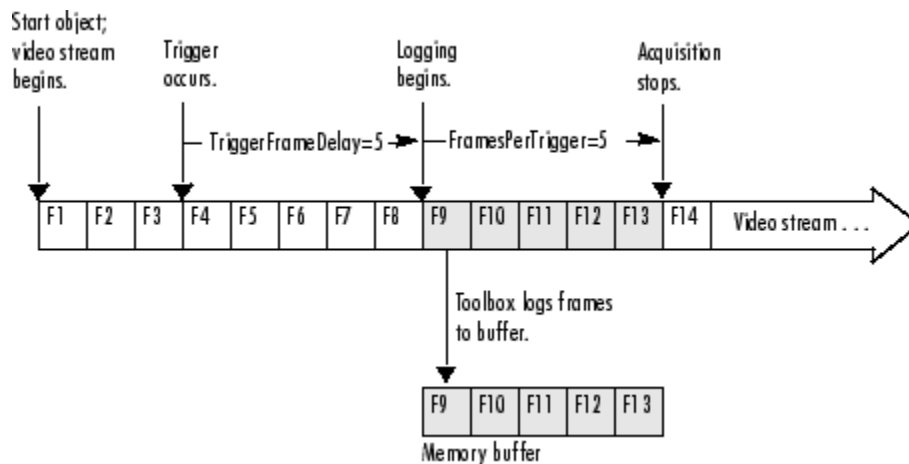 Start object;
video stream
begins.
Trigger
occurs.
Logging
begins.
Acquisition
stops.
TriggerFrameDelay=5
FramesPerTrigger=5
F1 F2 F3 F4 F5 F6 F7 F8 F9 F10 F11 F12 F13 F14 Video stream . . .
Toolbox logs frames
to buffer.
F9 F10 F11 F12 F13
Memory buffer